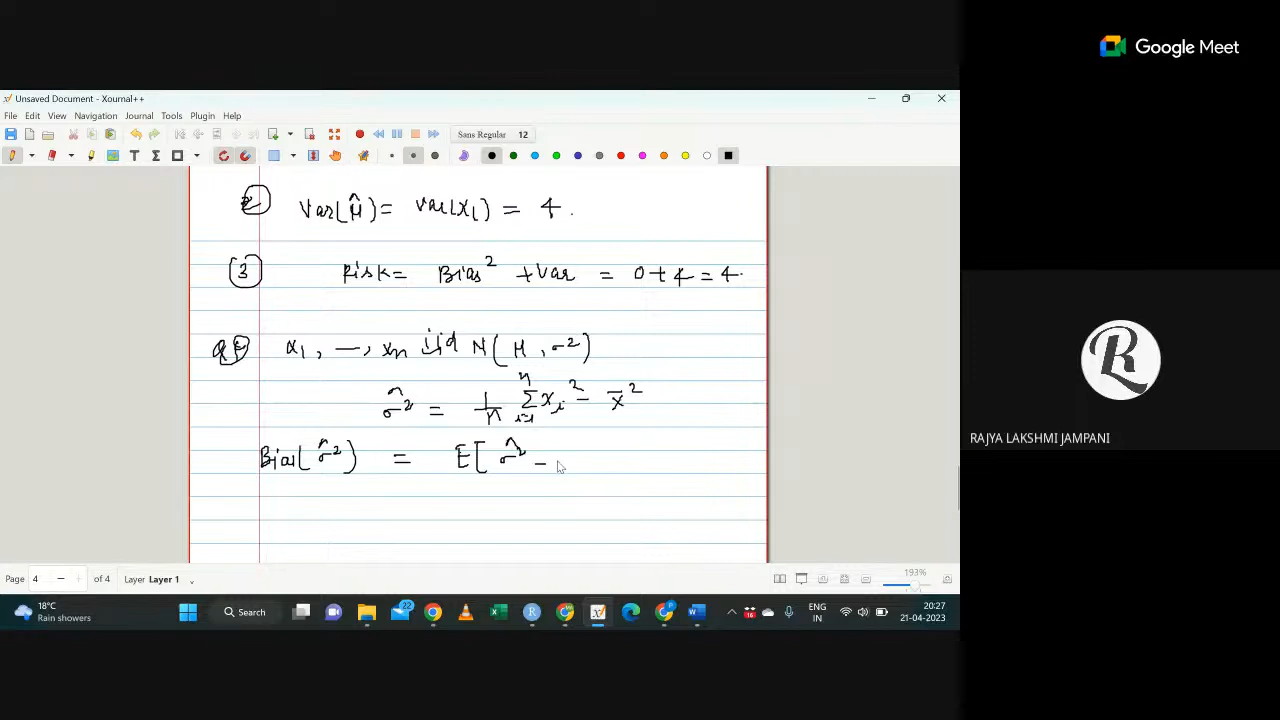 Google Meet
Unsaved Document - Xournal++
File Edit View Navigation Journal Tools Plugin Help
Sans Regular 12
2 Var(μ̂) = Var(X₁) = 4.
(3) Risk = Bias² + Var = 0 + 4 = 4.
x₁, —, xₙ iid N(μ, σ²)
σ̂² = 1/n Σᵢ₌₁ⁿ xᵢ² - x̄²
Bias(σ̂²) = E[σ̂² -
RAJYA LAKSHMI JAMPANI
Page 4 of 4 Layer Layer 1
193%
18°C
Rain showers
Search
22
16
ENG
IN
20:27
21-04-2023